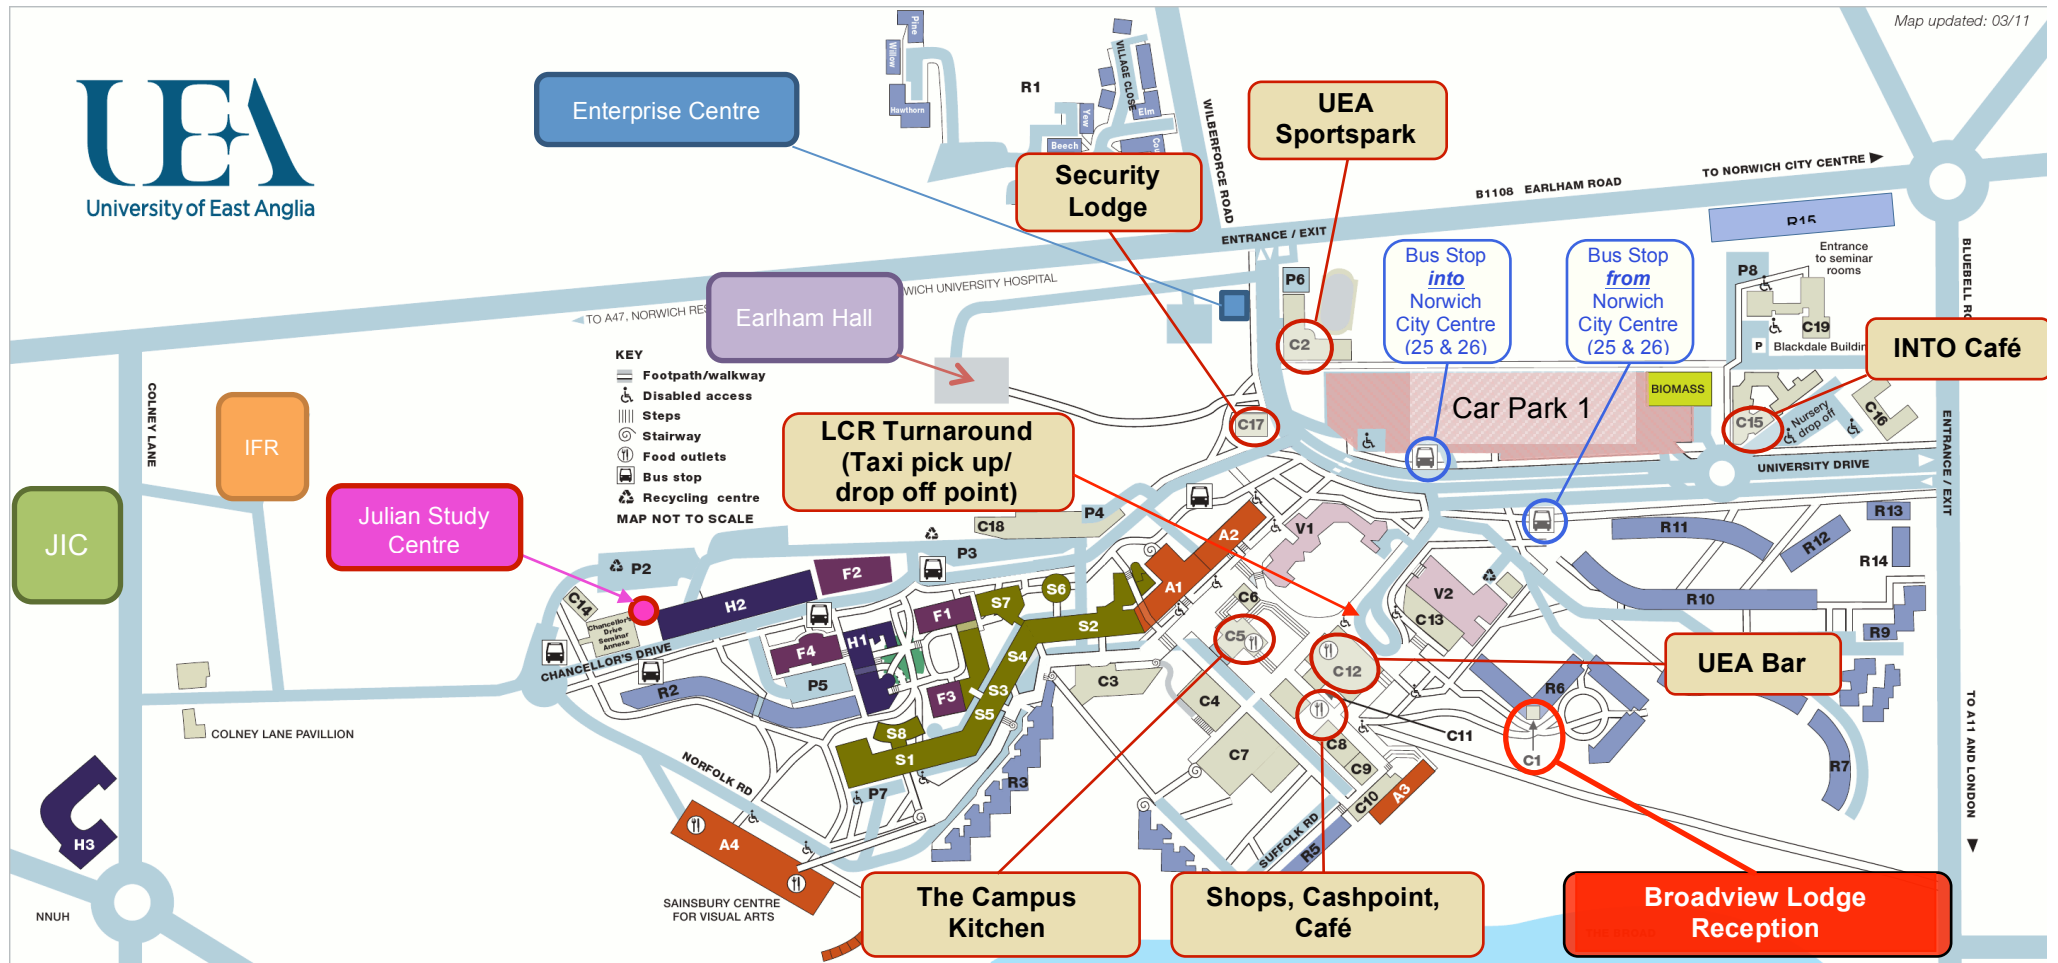 Map updated: 03/11
UEA
University of East Anglia
Enterprise Centre
Pine
Willow
Hawthorn
R1
VILLAGE CLOSE
Yew
Elm
Beech
WILBERFORCE ROAD
UEA
Sportspark
Security
Lodge
TO NORWICH CITY CENTRE
B1108 EARLHAM ROAD
R15
ENTRANCE / EXIT
Bus Stop
into
Norwich
City Centre
(25 & 26)
Bus Stop
from
Norwich
City Centre
(25 & 26)
Entrance
to seminar
rooms
P8
P6
C19
P
Blackdale Buildin
INTO Café
Earlham Hall
WICH UNIVERSITY HOSPITAL
TO A47, NORWICH RES
C2
KEY
Footpath/walkway
Disabled access
Steps
Stairway
Food outlets
Bus stop
Recycling centre
MAP NOT TO SCALE
COLNEY LANE
IFR
JIC
Julian Study
Centre
LCR Turnaround
(Taxi pick up/
drop off point)
C17
Car Park 1
BIOMASS
C15
Nursery
drop off
C16
ENTRANCE / EXIT
UNIVERSITY DRIVE
C18
P4
P3
P2
A2
V1
R11
R12
R13
R14
H2
F2
C14
Chancellor's
Drive
Seminar
Annexe
CHANCELLOR'S DRIVE
F1
S7
S6
S2
A1
C6
C5
V2
C13
R10
R9
F4
H1
P5
S4
S3
F3
S5
R2
C3
C4
C12
UEA Bar
R6
C11
C1
C8
C9
C10
A3
C7
R7
S8
S1
R3
P7
NORFOLK RD
COLNEY LANE PAVILLION
H3
NNUH
A4
SAINSBURY CENTRE
FOR VISUAL ARTS
SUFFOLK RD
R5
TO A11 AND LONDON
The Campus
Kitchen
Shops, Cashpoint,
Café
Broadview Lodge
Reception
THE BROAD